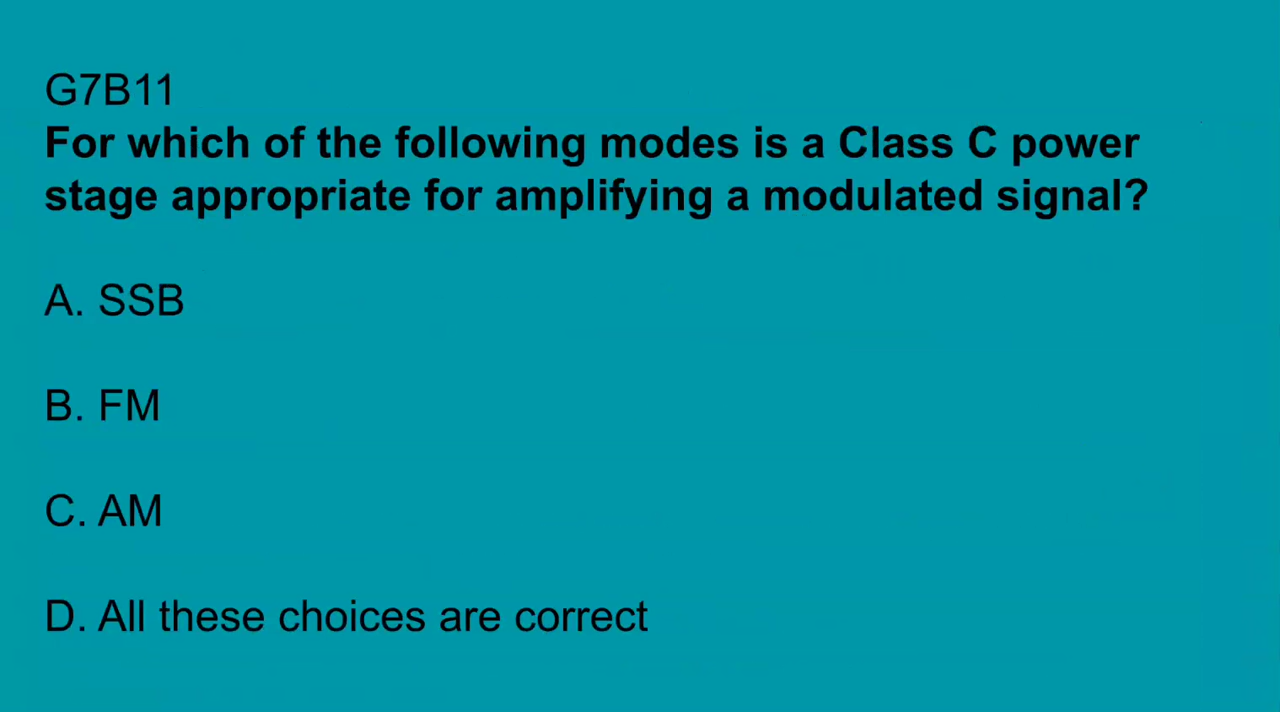 G7B11
For which of the following modes is a Class C power
stage appropriate for amplifying a modulated signal?
A. SSB
B. FM
C. AM
D. All these choices are correct